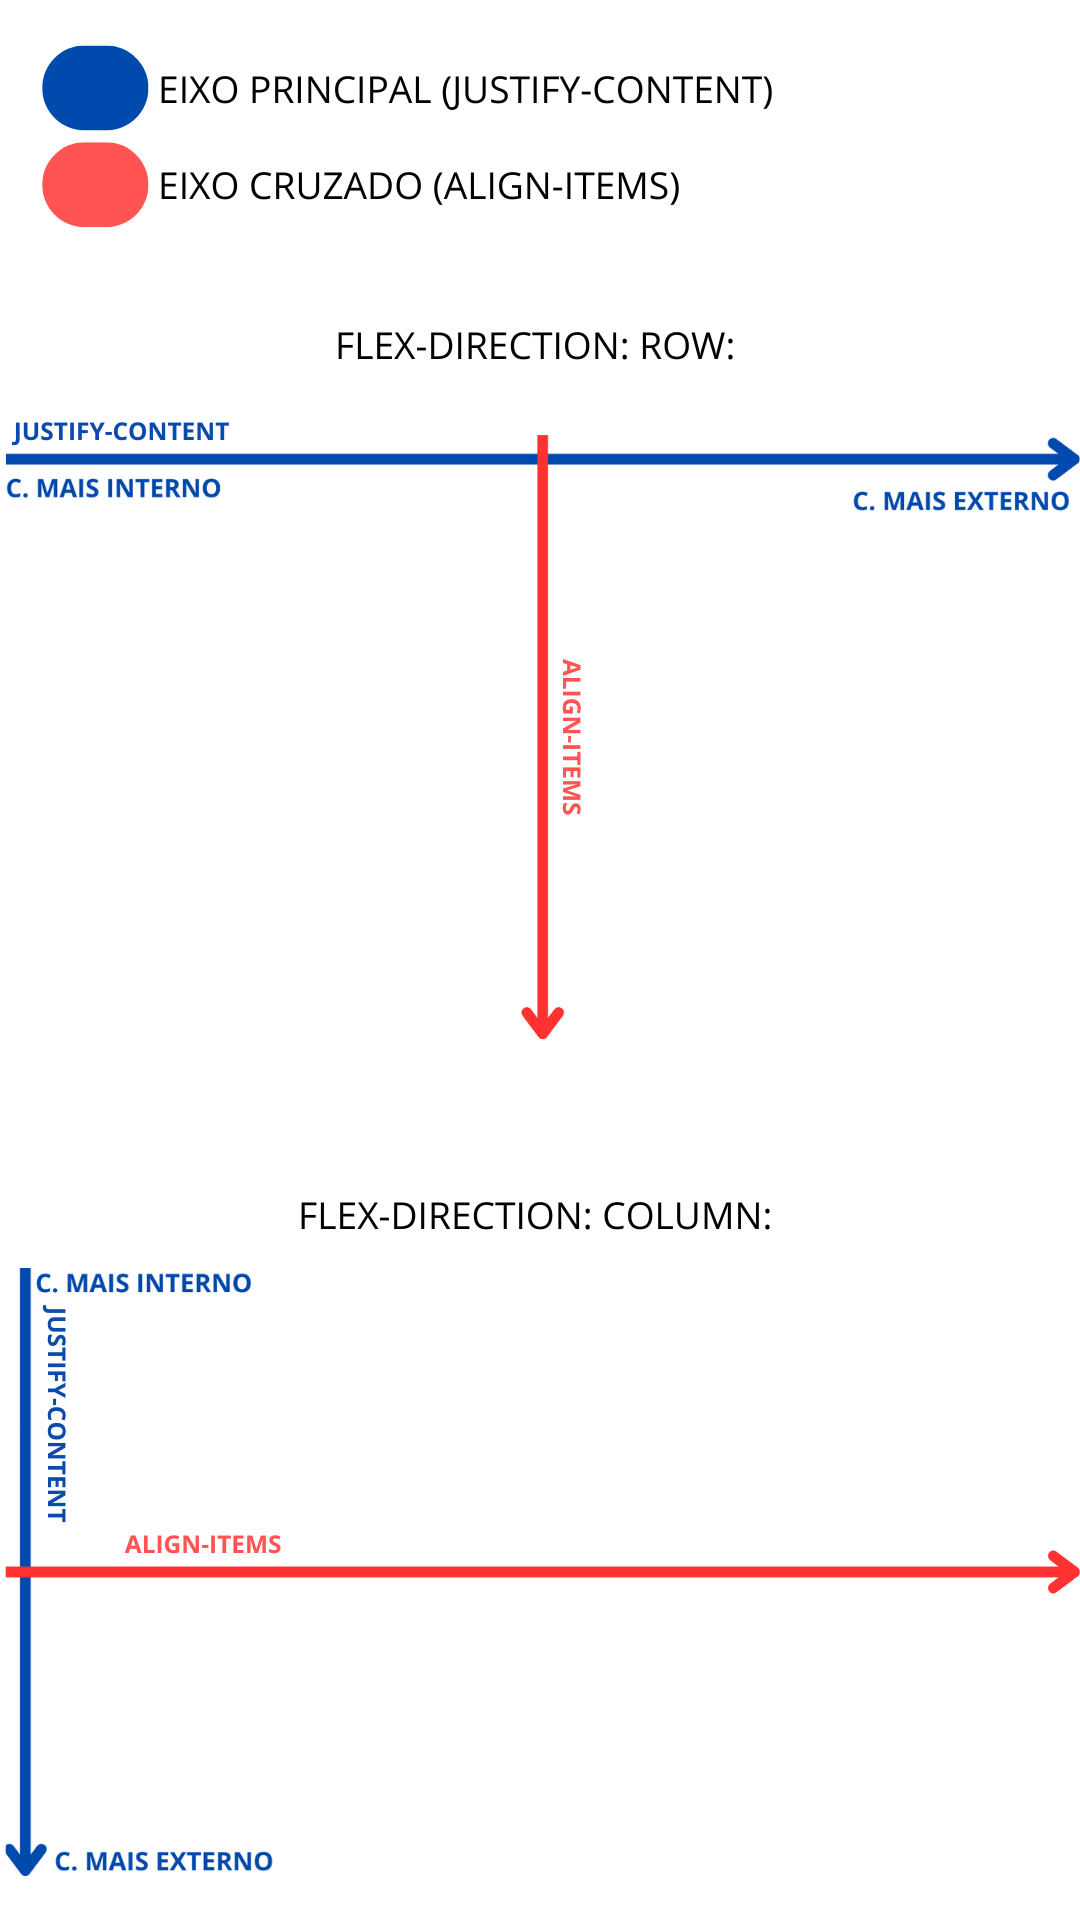 EIXO PRINCIPAL (JUSTIFY-CONTENT)
EIXO CRUZADO (ALIGN-ITEMS)
FLEX-DIRECTION: ROW:
JUSTIFY-CONTENT
C. MAIS INTERNO
C. MAIS EXTERNO
ALIGN-ITEMS
FLEX-DIRECTION: COLUMN:
C. MAIS INTERNO
JUSTIFY-CONTENT
ALIGN-ITEMS
C. MAIS EXTERNO